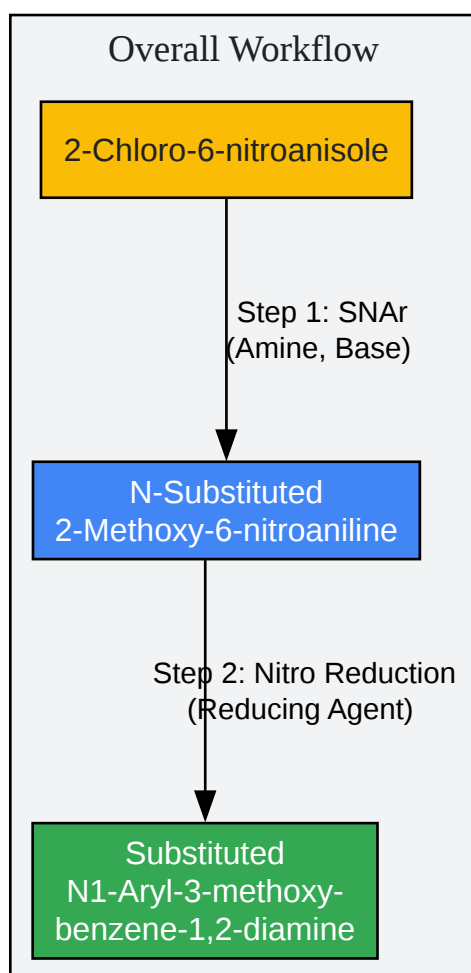 Overall Workflow
2-Chloro-6-nitroanisole
Step 1: SNAr
(Amine, Base)
N-Substituted
2-Methoxy-6-nitroaniline
Step 2: Nitro Reduction
(Reducing Agent)
Substituted
N1-Aryl-3-methoxy-
benzene-1,2-diamine